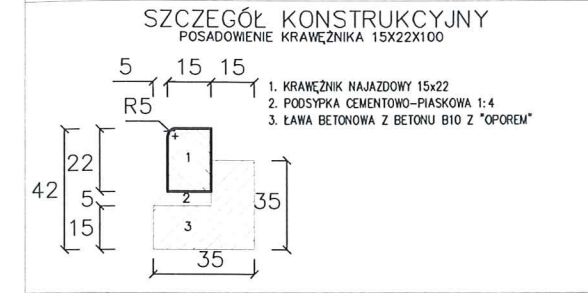 SZCZEGÓŁ KONSTRUKCYJNY
POSADOWIENIE KRAWĘŻNIKA 15X22X100
5 15 15
1. KRAWĘŻNIK NAJAZDOWY 15x22
2. PODSYPKA CEMENTOWO-PIASKOWA 1:4
3. ŁAWA BETONOWA Z BETONU B10 Z "OPOREM"
R5
1
22
42
5
2
35
15
3
35